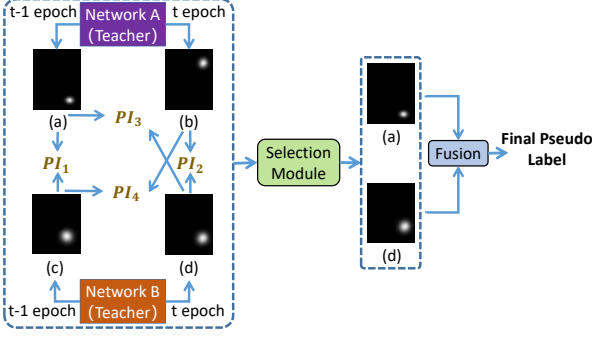 t-1 epoch
Network A
(Teacher)
t epoch
(a)
PI3
(b)
PI1
PI2
PI4
(c)
(d)
t-1 epoch
Network B
(Teacher)
t epoch
Selection
Module
(a)
(d)
Fusion
Final Pseudo
Label